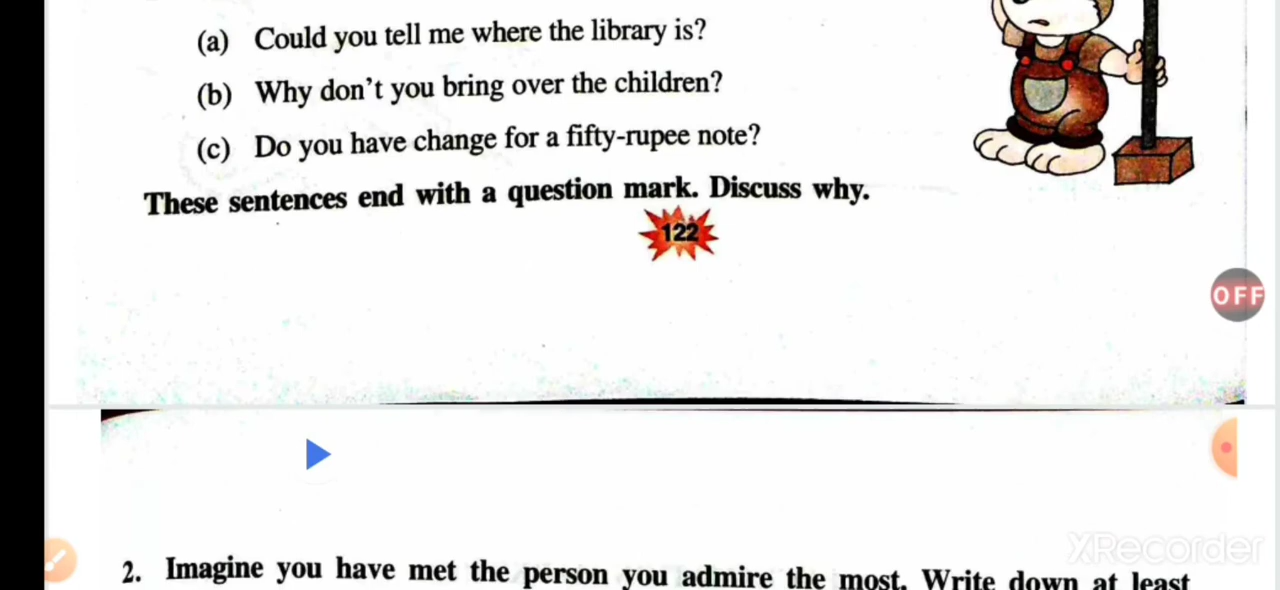 (a) Could you tell me where the library is?
(b) Why don't you bring over the children?
(c) Do you have change for a fifty-rupee note?
These sentences end with a question mark. Discuss why.
122
OFF
XRecorder
2. Imagine you have met the person you admire the most. Write down at least